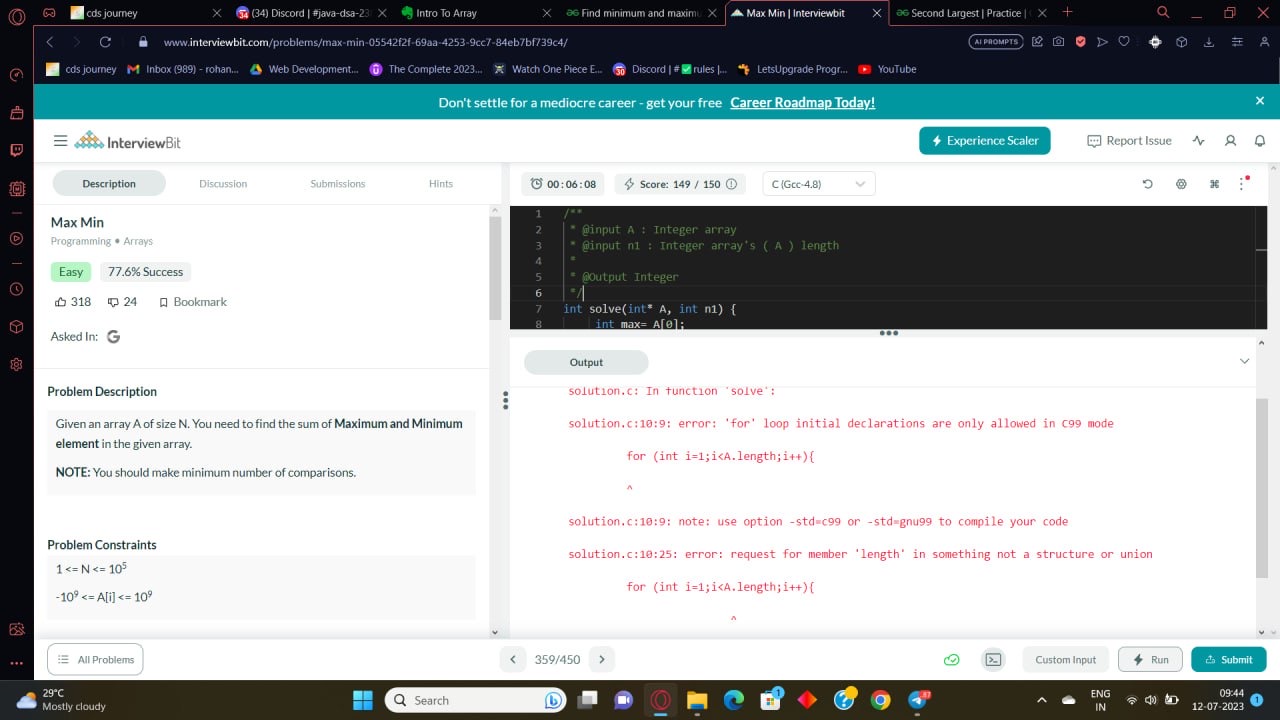 cds journey
(34) Discord | #java-dsa-23
Intro To Array
Find minimum and maximu
Max Min | Interviewbit
Second Largest | Practice |
www.interviewbit.com/problems/max-min-05542f2f-69aa-4253-9cc7-84eb7bf739c4/
AI PROMPTS
cds journey
Inbox (989) - rohan...
Web Development...
The Complete 2023...
Watch One Piece E...
Discord | #✅rules |...
LetsUpgrade Progr...
YouTube
Don't settle for a mediocre career - get your free Career Roadmap Today!
InterviewBit
Experience Scaler
Report Issue
Description
Discussion
Submissions
Hints
00 : 06 : 08
Score: 149 / 150
C (Gcc-4.8)
Max Min
Programming • Arrays
Easy
77.6% Success
318
24
Bookmark
Asked In:
Problem Description
Given an array A of size N. You need to find the sum of Maximum and Minimum
element in the given array.
NOTE: You should make minimum number of comparisons.
Problem Constraints
1 <= N <= 10⁵
-10⁹ <= A[i] <= 10⁹
1 /**
2 * @input A : Integer array
3 * @input n1 : Integer array's ( A ) length
4 *
5 * @Output Integer
6 */
7 int solve(int* A, int n1) {
8 int max= A[0];
Output
solution.c: In function 'solve':
solution.c:10:9: error: 'for' loop initial declarations are only allowed in C99 mode
for (int i=1;i<A.length;i++){
^
solution.c:10:9: note: use option -std=c99 or -std=gnu99 to compile your code
solution.c:10:25: error: request for member 'length' in something not a structure or union
for (int i=1;i<A.length;i++){
^
All Problems
359/450
Custom Input
Run
Submit
29°C
Mostly cloudy
Search
ENG
IN
09:44
12-07-2023